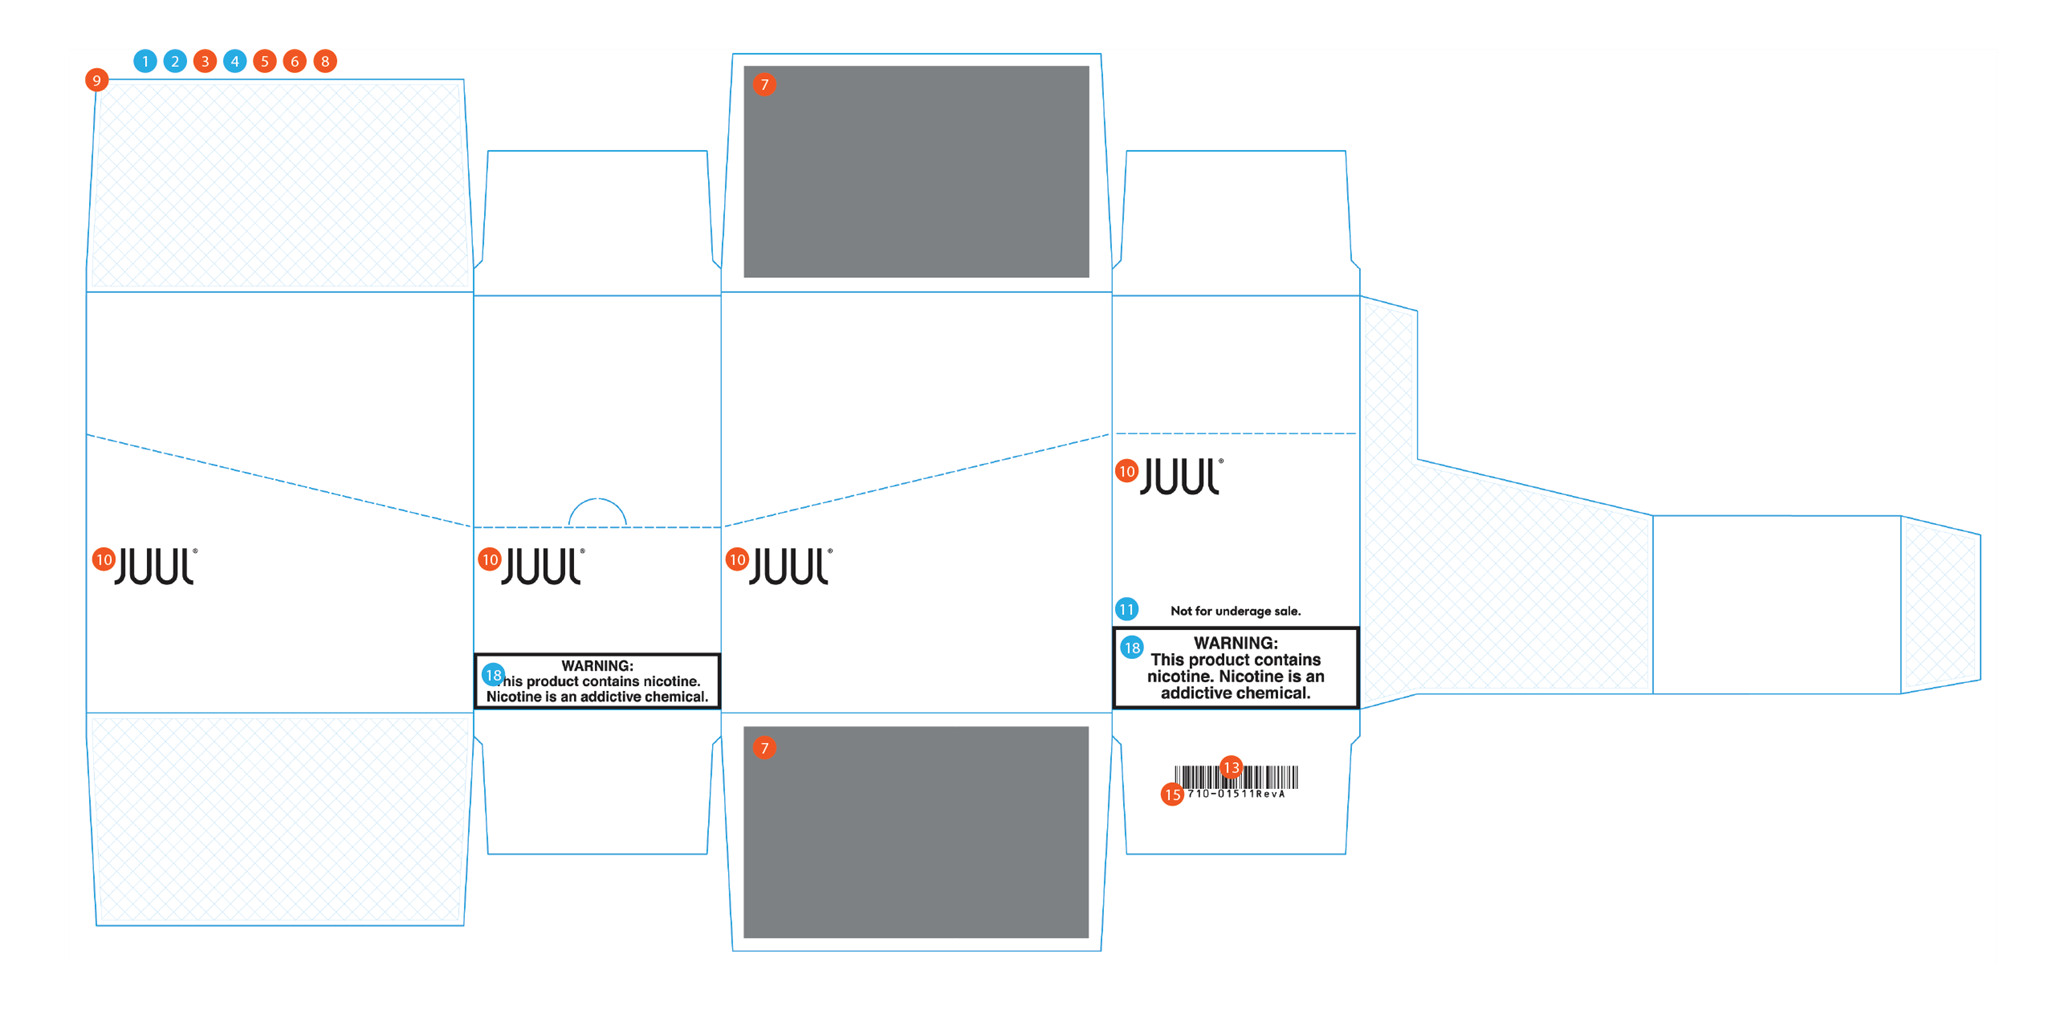 1 2 3 4 5 6 8
9
7
10 JUUL®
11 Not for underage sale.
18 WARNING:
This product contains
nicotine. Nicotine is an
addictive chemical.
10 JUUL®
10 JUUL®
10 JUUL®
18 WARNING:
This product contains nicotine.
Nicotine is an addictive chemical.
7
13
15 710-01511RevA